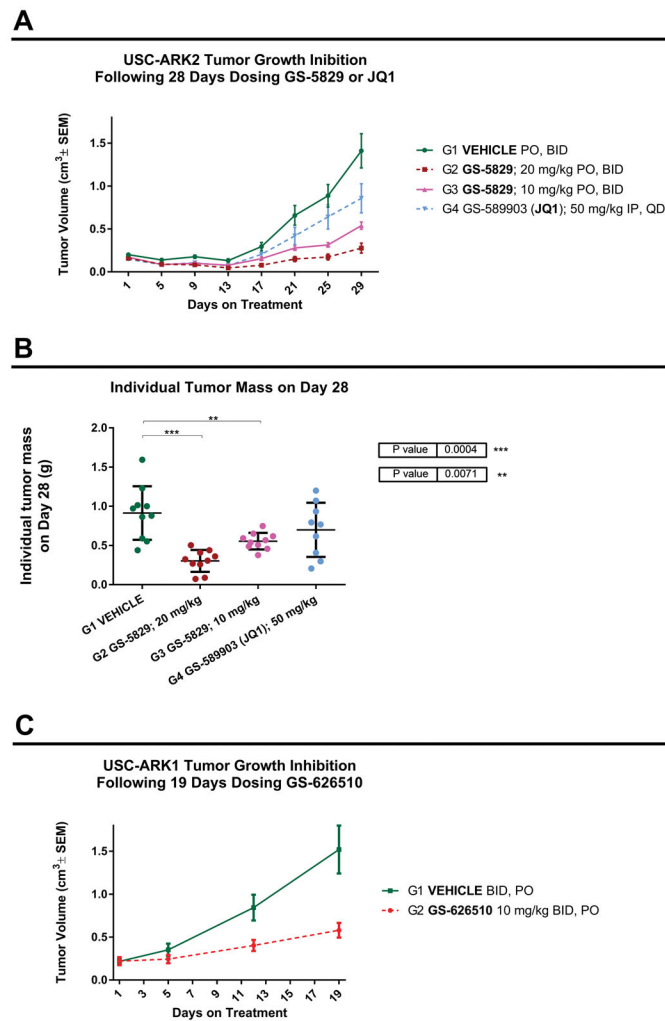 A
USC-ARK2 Tumor Growth Inibition
Following 28 Days Dosing GS-5829 or JQ1
Tumor Volume (cm³± SEM)
1.5
1.0
0.5
0.0
1 5 9 13 17 21 25 29
Days on Treatment
G1 VEHICLE PO, BID
G2 GS-5829; 20 mg/kg PO, BID
G3 GS-5829; 10 mg/kg PO, BID
G4 GS-589903 (JQ1); 50 mg/kg IP, QD
B
Individual Tumor Mass on Day 28
Individual tumor mass
on Day 28 (g)
2.0
1.5
1.0
0.5
0.0
**
***
G1 VEHICLE
G2 GS-5829; 20 mg/kg
G3 GS-5829; 10 mg/kg
G4 GS-589903 (JQ1); 50 mg/kg
P value 0.0004 ***
P value 0.0071 **
C
USC-ARK1 Tumor Growth Inhibition
Following 19 Days Dosing GS-626510
Tumor Volume (cm³± SEM)
1.5
1.0
0.5
0.0
1 3 5 7 9 11 13 15 17 19
Days on Treatment
G1 VEHICLE BID, PO
G2 GS-626510 10 mg/kg BID, PO